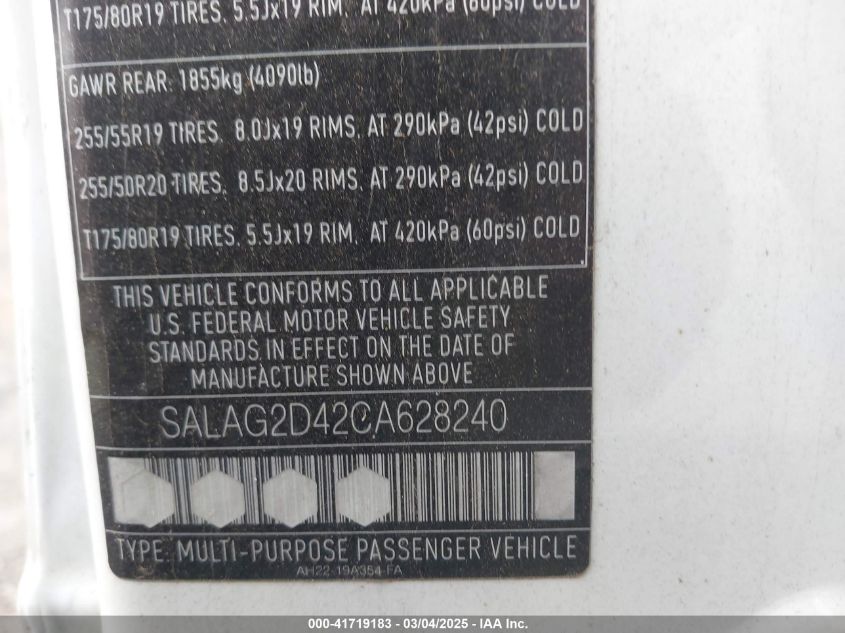 T175/80R19 TIRES, 5.5Jx19 RIM, AT 420kPa (60psi) COLD
GAWR REAR: 1855kg (4090lb)
255/55R19 TIRES, 8.0Jx19 RIMS, AT 290kPa (42psi) COLD
255/50R20 TIRES, 8.5Jx20 RIMS, AT 290kPa (42psi) COLD
T175/80R19 TIRES, 5.5Jx19 RIM, AT 420kPa (60psi) COLD
THIS VEHICLE CONFORMS TO ALL APPLICABLE
U.S. FEDERAL MOTOR VEHICLE SAFETY
STANDARDS IN EFFECT ON THE DATE OF
MANUFACTURE SHOWN ABOVE
SALAG2D42CA628240
TYPE: MULTI-PURPOSE PASSENGER VEHICLE
AH22-19A354-FA
000-41719183 - 03/04/2025 - IAA Inc.